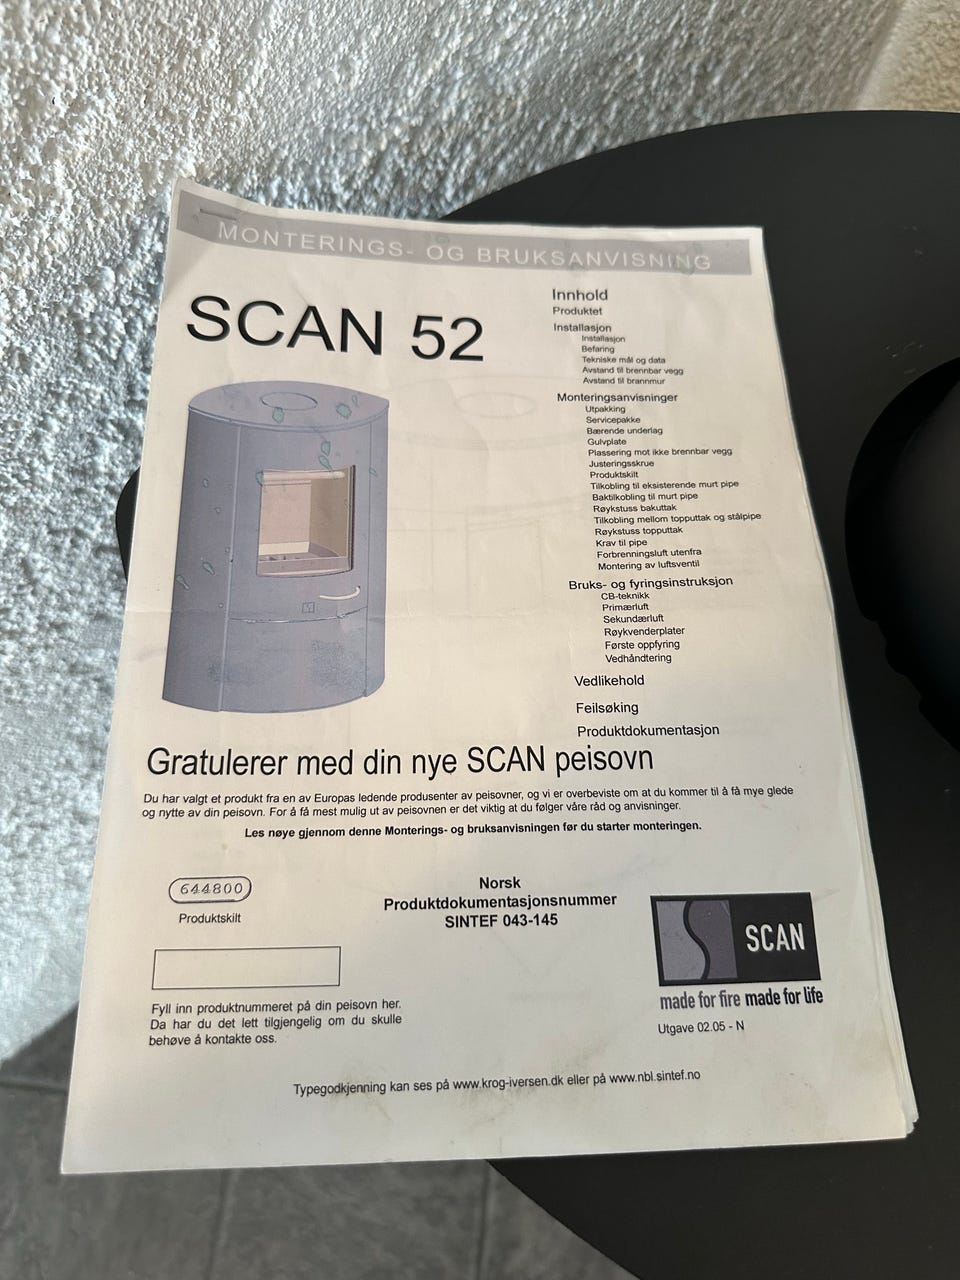 MONTERINGS- OG BRUKSANVISNING
SCAN 52
Innhold
Produktet
Installasjon
Installasjon
Befaring
Tekniske mål og data
Avstand til brennbar vegg
Avstand til brannmur
Monteringsanvisninger
Utpakking
Servicepakke
Bærende underlag
Gulvplate
Plassering mot ikke brennbar vegg
Justeringsskrue
Produktskilt
Tilkobling til eksisterende murt pipe
Baktilkobling til murt pipe
Røykstuss bakuttak
Tilkobling mellom topputtak og stålpipe
Røykstuss topputtak
Krav til pipe
Forbrenningsluft utenfra
Montering av luftsventil
Bruks- og fyringsinstruksjon
CB-teknikk
Primærluft
Sekundærluft
Røykvenderplater
Første oppfyring
Vedhåndtering
Vedlikehold
Feilsøking
Produktdokumentasjon
Gratulerer med din nye SCAN peisovn
Du har valgt et produkt fra en av Europas ledende produsenter av peisovner, og vi er overbeviste om at du kommer til å få mye glede
og nytte av din peisovn. For å få mest mulig ut av peisovnen er det viktig at du følger våre råd og anvisninger.
Les nøye gjennom denne Monterings- og bruksanvisningen før du starter monteringen.
644800
Produktskilt
Norsk
Produktdokumentasjonsnummer
SINTEF 043-145
Fyll inn produktnummeret på din peisovn her.
Da har du det lett tilgjengelig om du skulle
behøve å kontakte oss.
SCAN
made for fire made for life
Utgave 02.05 - N
Typegodkjenning kan ses på www.krog-iversen.dk eller på www.nbl.sintef.no